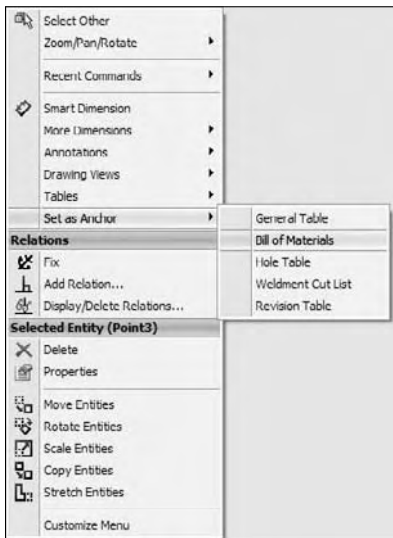 Select Other
Zoom/Pan/Rotate
Recent Commands
Smart Dimension
More Dimensions
Annotations
Drawing Views
Tables
Set as Anchor
General Table
Bill of Materials
Hole Table
Weldment Cut List
Revision Table
Relations
Fix
Add Relation...
Display/Delete Relations...
Selected Entity (Point3)
Delete
Properties
Move Entities
Rotate Entities
Scale Entities
Copy Entities
Stretch Entities
Customize Menu